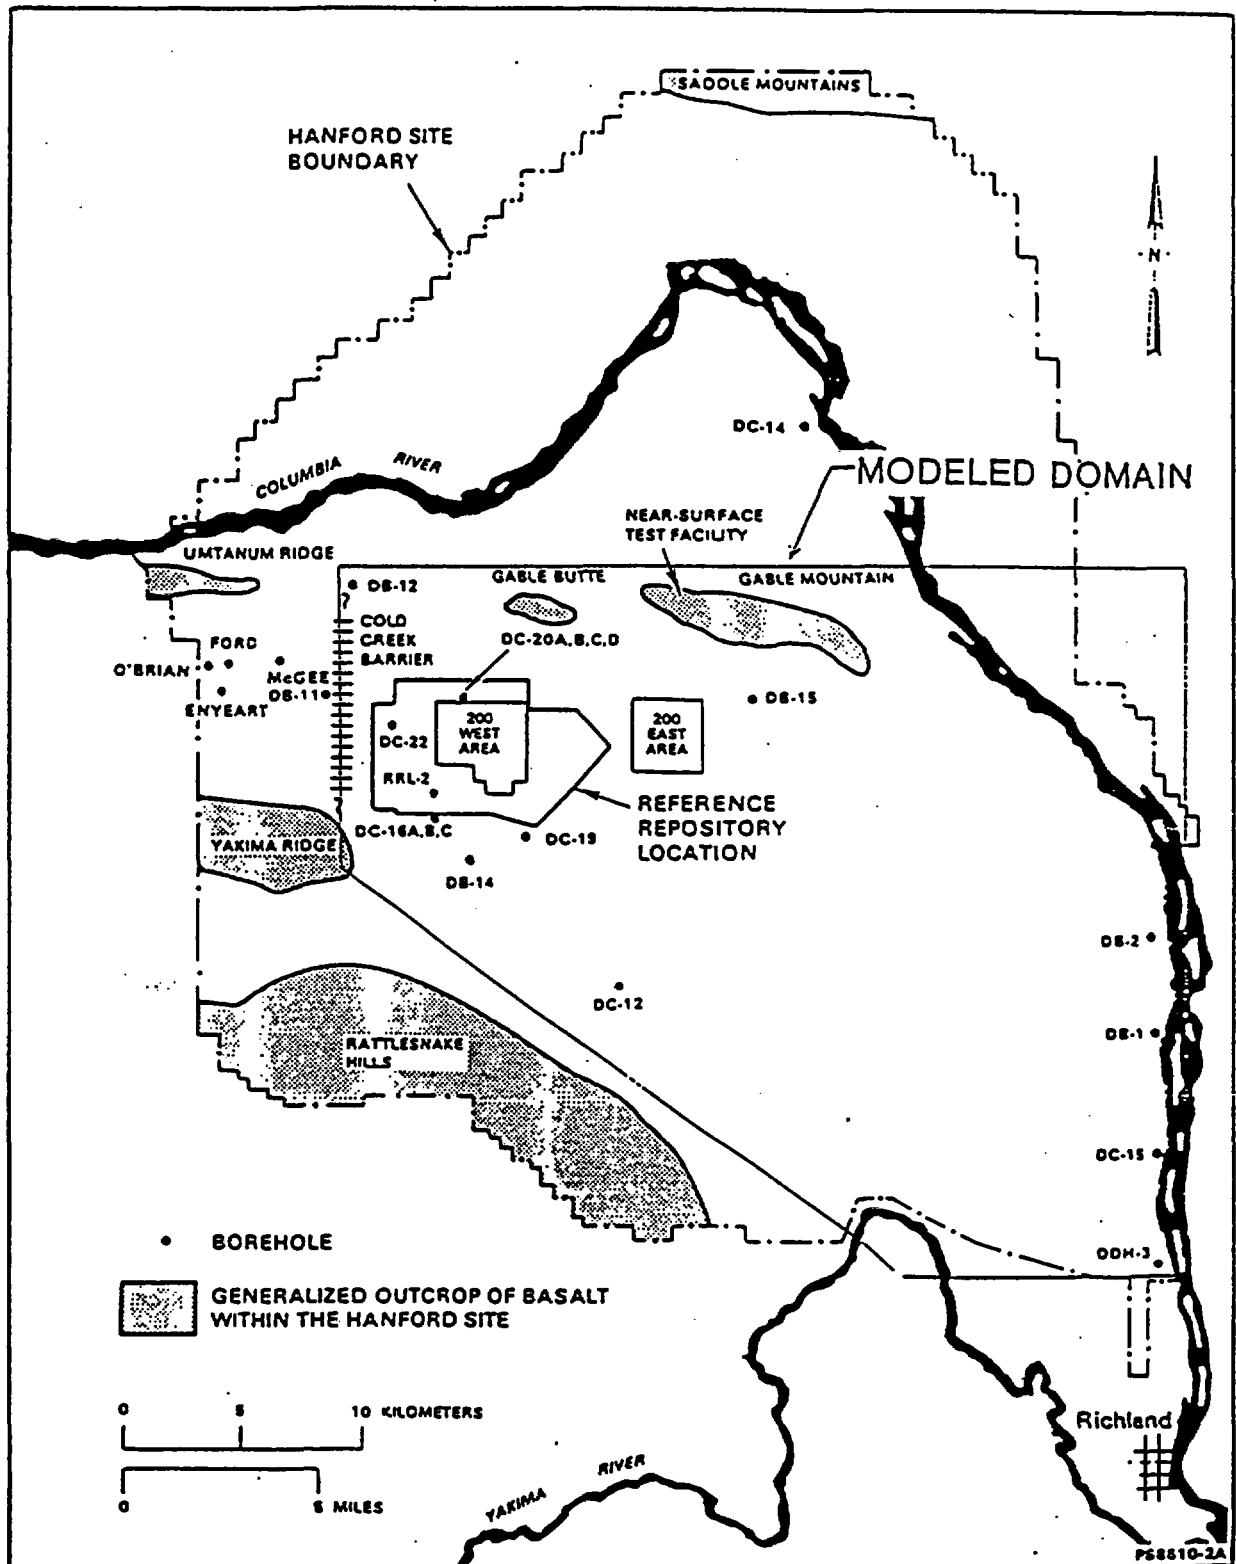 SADDLE MOUNTAINS
HANFORD SITE
BOUNDARY
N
DC-14
COLUMBIA
RIVER
MODELED DOMAIN
NEAR-SURFACE
TEST FACILITY
UMTANUM RIDGE
DB-12
GABLE BUTTE
GABLE MOUNTAIN
?
COLD
CREEK
BARRIER
FORD
O'BRIAN
McGEE
DB-11
ENYEART
DC-20A,B,C,D
DB-15
200
WEST
AREA
200
EAST
AREA
DC-22
RRL-2
REFERENCE
REPOSITORY
LOCATION
DC-16A,B,C
DC-19
YAKIMA RIDGE
DB-14
DB-2
DC-12
DB-1
RATTLESNAKE
HILLS
DC-15
DDH-3
BOREHOLE
GENERALIZED OUTCROP OF BASALT
WITHIN THE HANFORD SITE
0 5 10 KILOMETERS
0 5 MILES
Richland
YAKIMA
RIVER
PS8610-2A